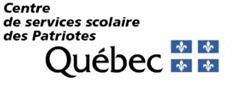 Centre
de services scolaire
des Patriotes
Québec